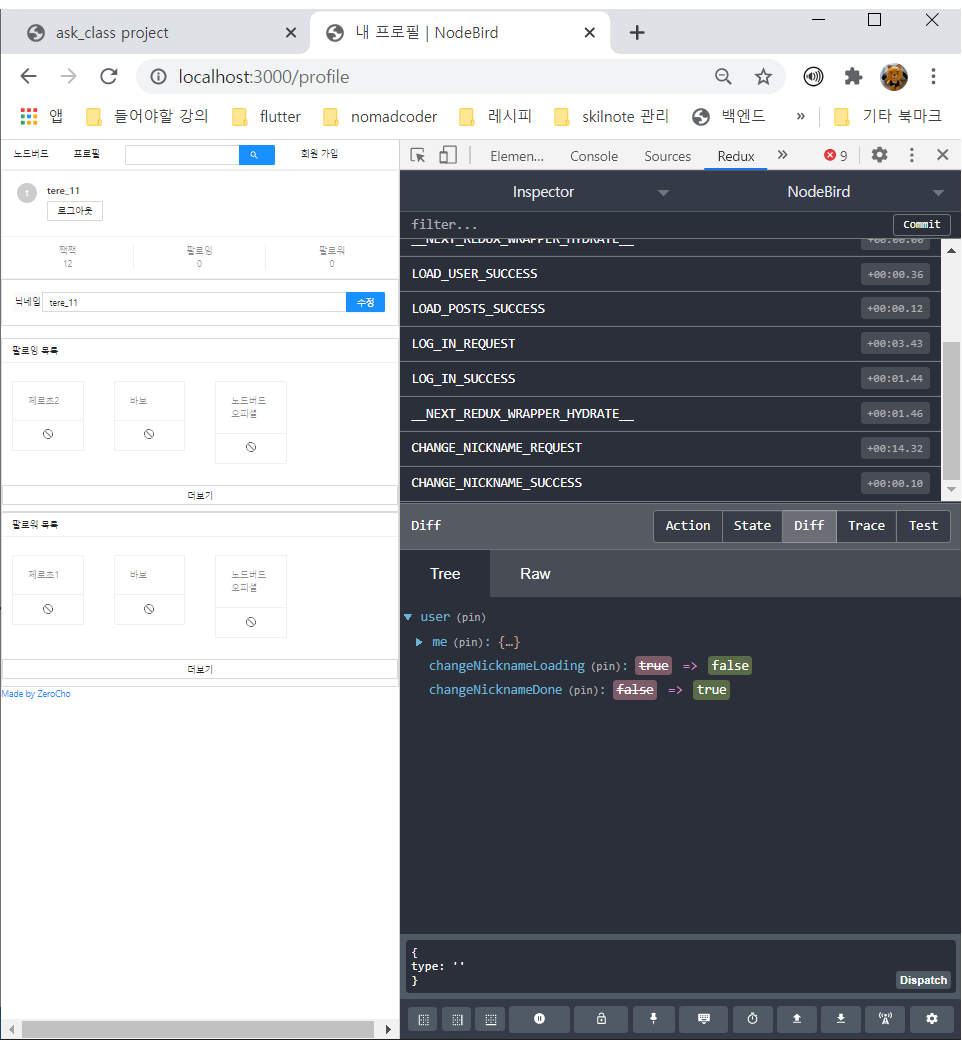 ask_class project
내 프로필 | NodeBird
localhost:3000/profile
앱 들어야할 강의 flutter nomadcoder 레시피 skilnote 관리 백엔드 » 기타 북마크
노드버드 프로필 회원 가입
t tere_11
로그아웃
짹짹 팔로잉 팔로워
12 0 0
닉네임 tere_11 수정
팔로잉 목록
제로초2 바보 노드버드
오피셜
더보기
팔로워 목록
제로초1 바보 노드버드
오피셜
더보기
Made by ZeroCho
Elemen... Console Sources Redux » 9
Inspector NodeBird
filter... Commit
__NEXT_REDUX_WRAPPER_HYDRATE__ +00:00.00
LOAD_USER_SUCCESS +00:00.36
LOAD_POSTS_SUCCESS +00:00.12
LOG_IN_REQUEST +00:03.43
LOG_IN_SUCCESS +00:01.44
__NEXT_REDUX_WRAPPER_HYDRATE__ +00:01.46
CHANGE_NICKNAME_REQUEST +00:14.32
CHANGE_NICKNAME_SUCCESS +00:00.10
Diff Action State Diff Trace Test
Tree Raw
user (pin)
me (pin): {…}
changeNicknameLoading (pin): true => false
changeNicknameDone (pin): false => true
{
type: ''
}
Dispatch